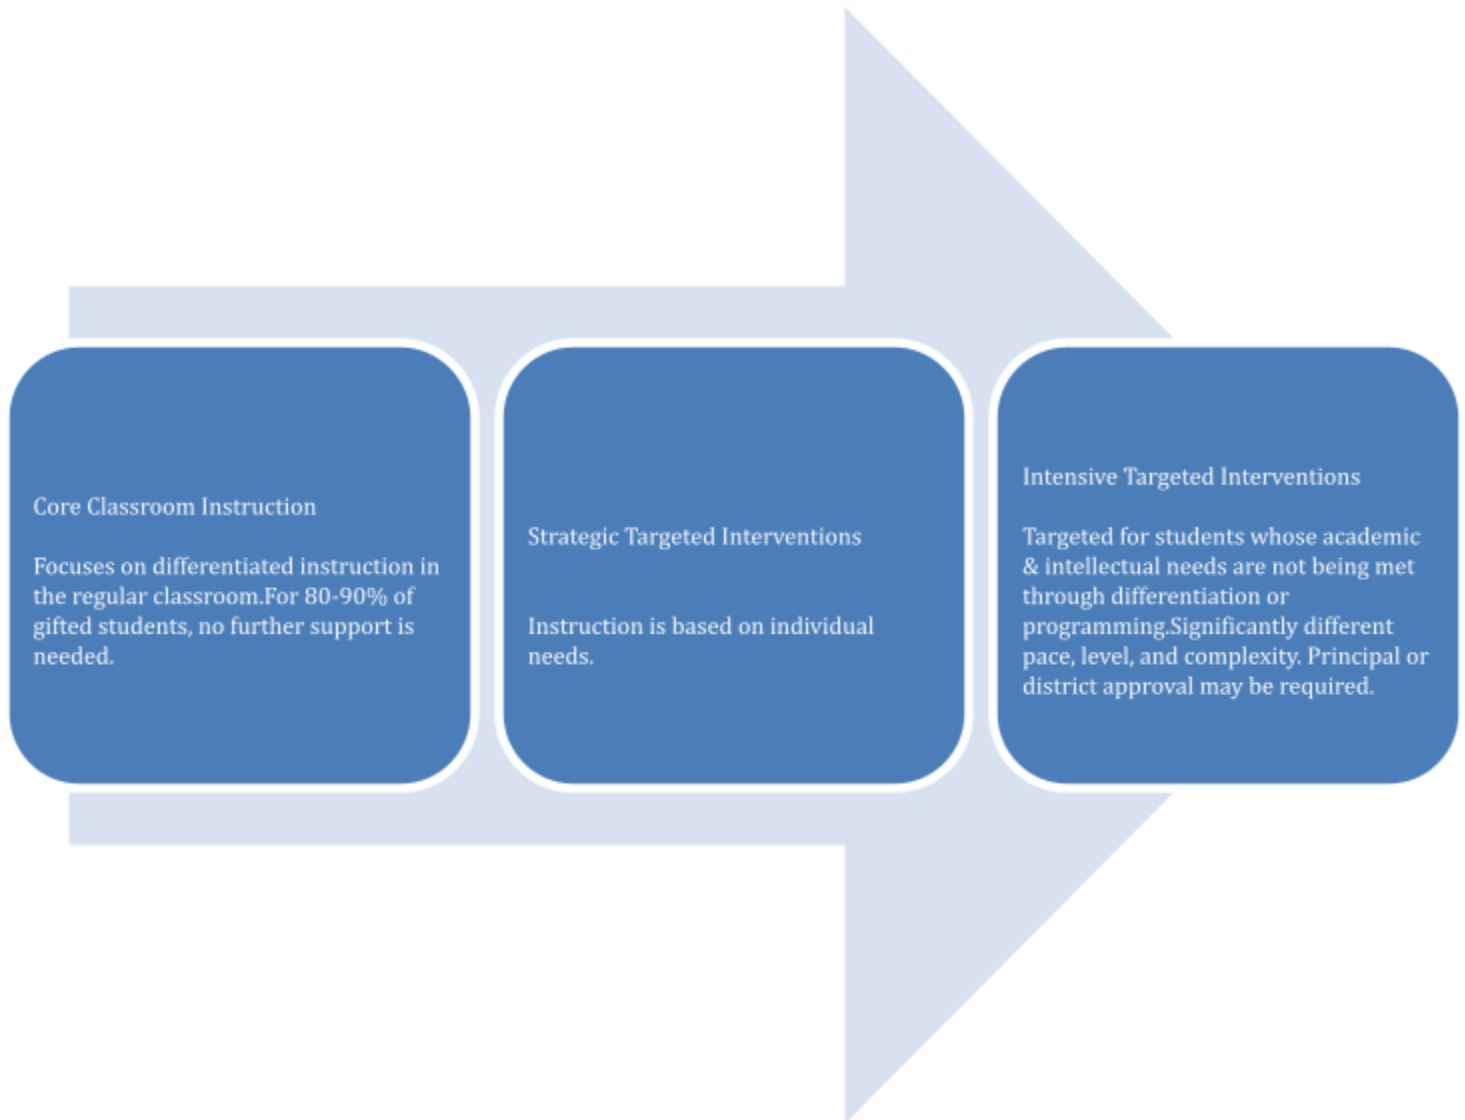 Core Classroom Instruction
Focuses on differentiated instruction in
the regular classroom.For 80-90% of
gifted students, no further support is
needed.
Strategic Targeted Interventions
Instruction is based on individual
needs.
Intensive Targeted Interventions
Targeted for students whose academic
& intellectual needs are not being met
through differentiation or
programming.Significantly different
pace, level, and complexity. Principal or
district approval may be required.